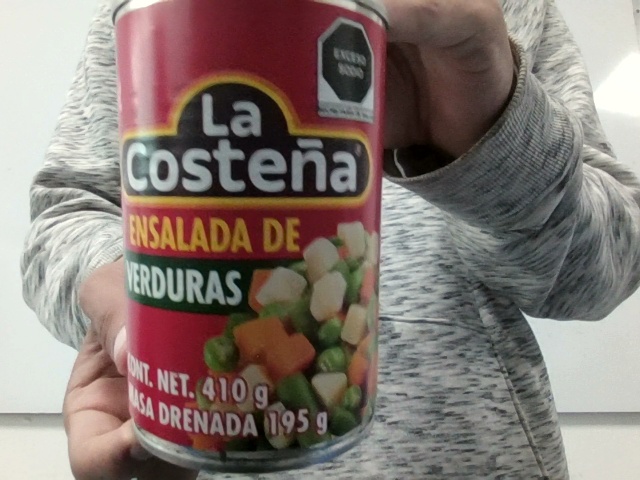 EXCESO
SODIO
La
Costeña®
ENSALADA DE
VERDURAS
CONT. NET. 410 g
MASA DRENADA 195 g